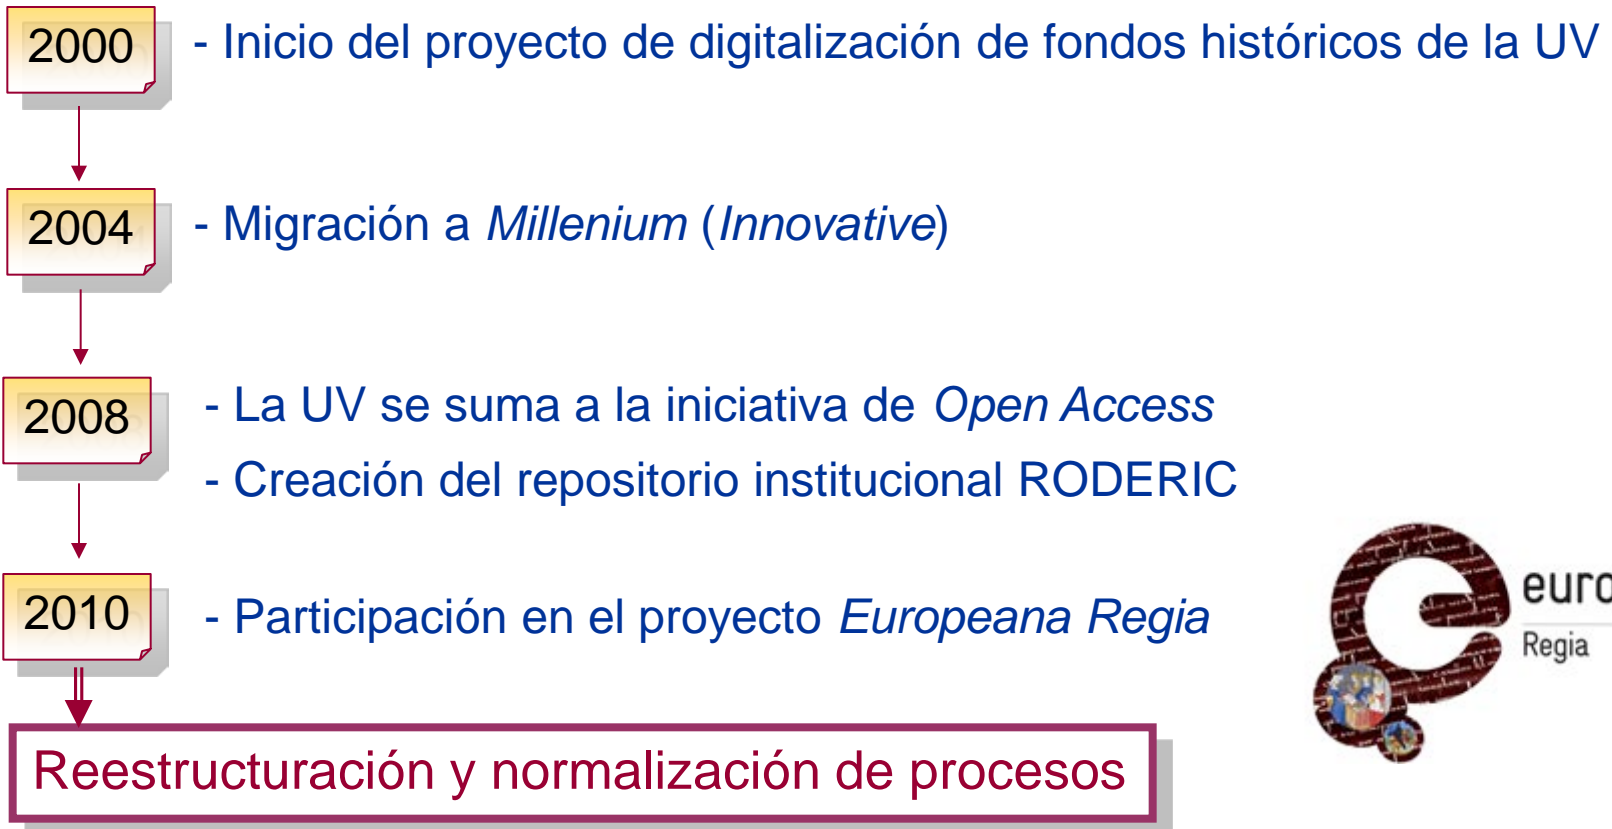 2000 - Inicio del proyecto de digitalización de fondos históricos de la UV
2004 - Migración a Millenium (Innovative)
2008 - La UV se suma a la iniciativa de Open Access
- Creación del repositorio institucional RODERIC
2010 - Participación en el proyecto Europeana Regia
euro
Regia
Reestructuración y normalización de procesos